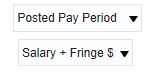 Posted Pay Period
Salary + Fringe $